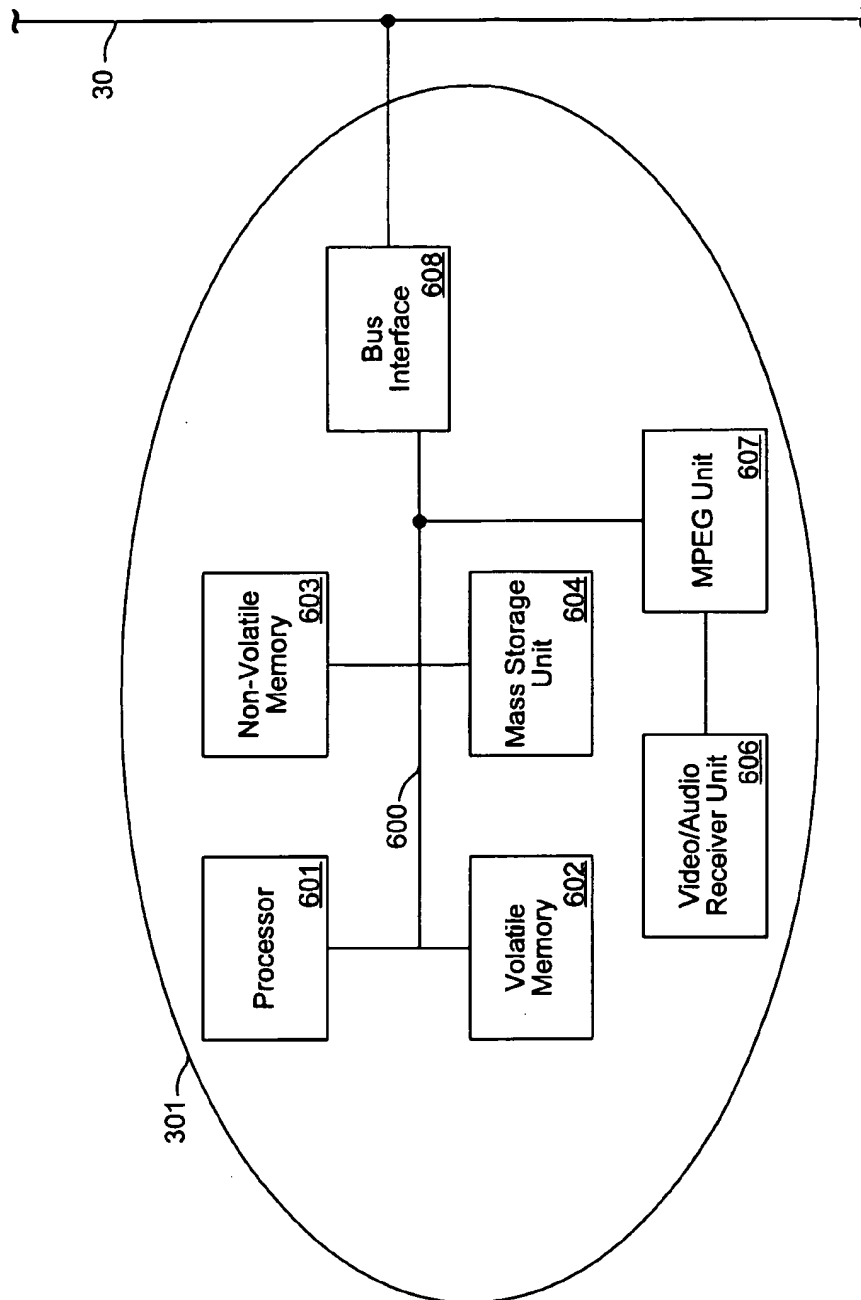 301
Processor
601
Non-Volatile
Memory
603
600
Volatile
Memory
602
Mass Storage
Unit
604
Bus
Interface
608
30
Video/Audio
Receiver Unit
606
MPEG Unit
607